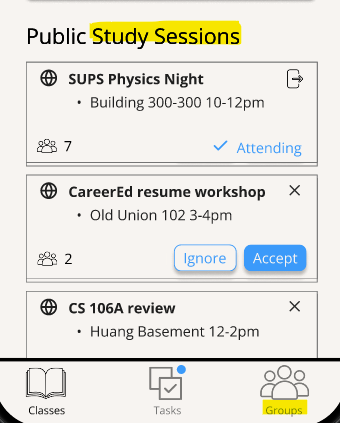 Public Study Sessions
SUPS Physics Night
• Building 300-300 10-12pm
7
Attending
CareerEd resume workshop
• Old Union 102 3-4pm
2
Ignore Accept
CS 106A review
• Huang Basement 12-2pm
Classes Tasks Groups